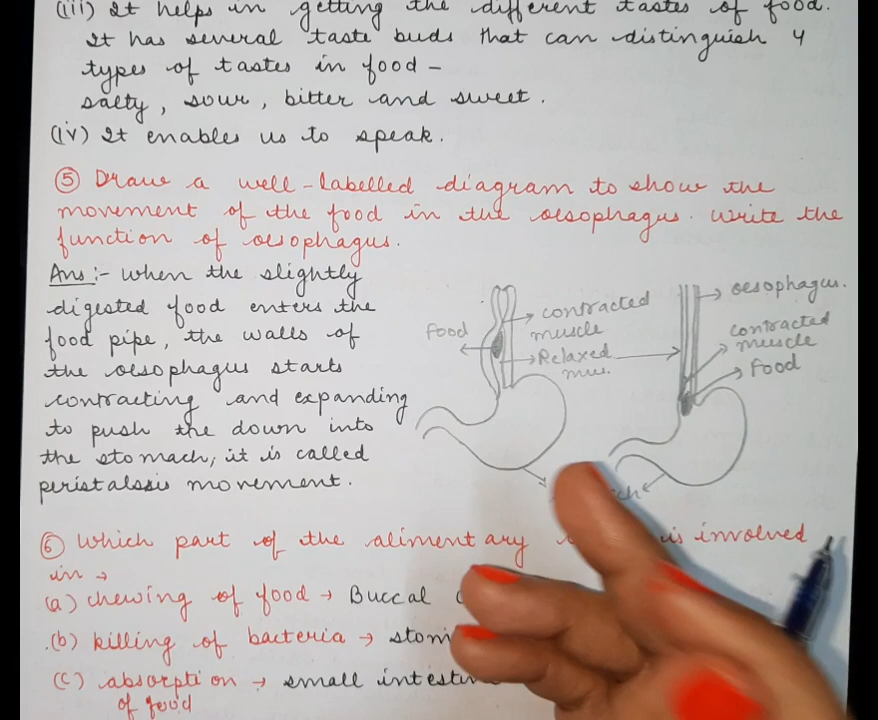 (iii) It helps in getting the different tastes of food.
It has several taste buds that can distinguish 4
types of tastes in food -
salty, sour, bitter and sweet.
(iv) It enables us to speak.
⑤ Draw a well-labelled diagram to show the
movement of the food in the oesophagus. Write the
function of oesophagus.
Ans:- When the slightly
digested food enters the
food pipe, the walls of
the oesophagus starts
contracting and expanding
to push the down into
the stomach, it is called
peristalsis movement.
Food
contracted
muscle
Relaxed
mus.
oesophagus.
contracted
muscle
Food
⑥ Which part of the alimentary is involved
in →
(a) chewing of food → Buccal
(b) killing of bacteria →
(c) absorption → small
of food